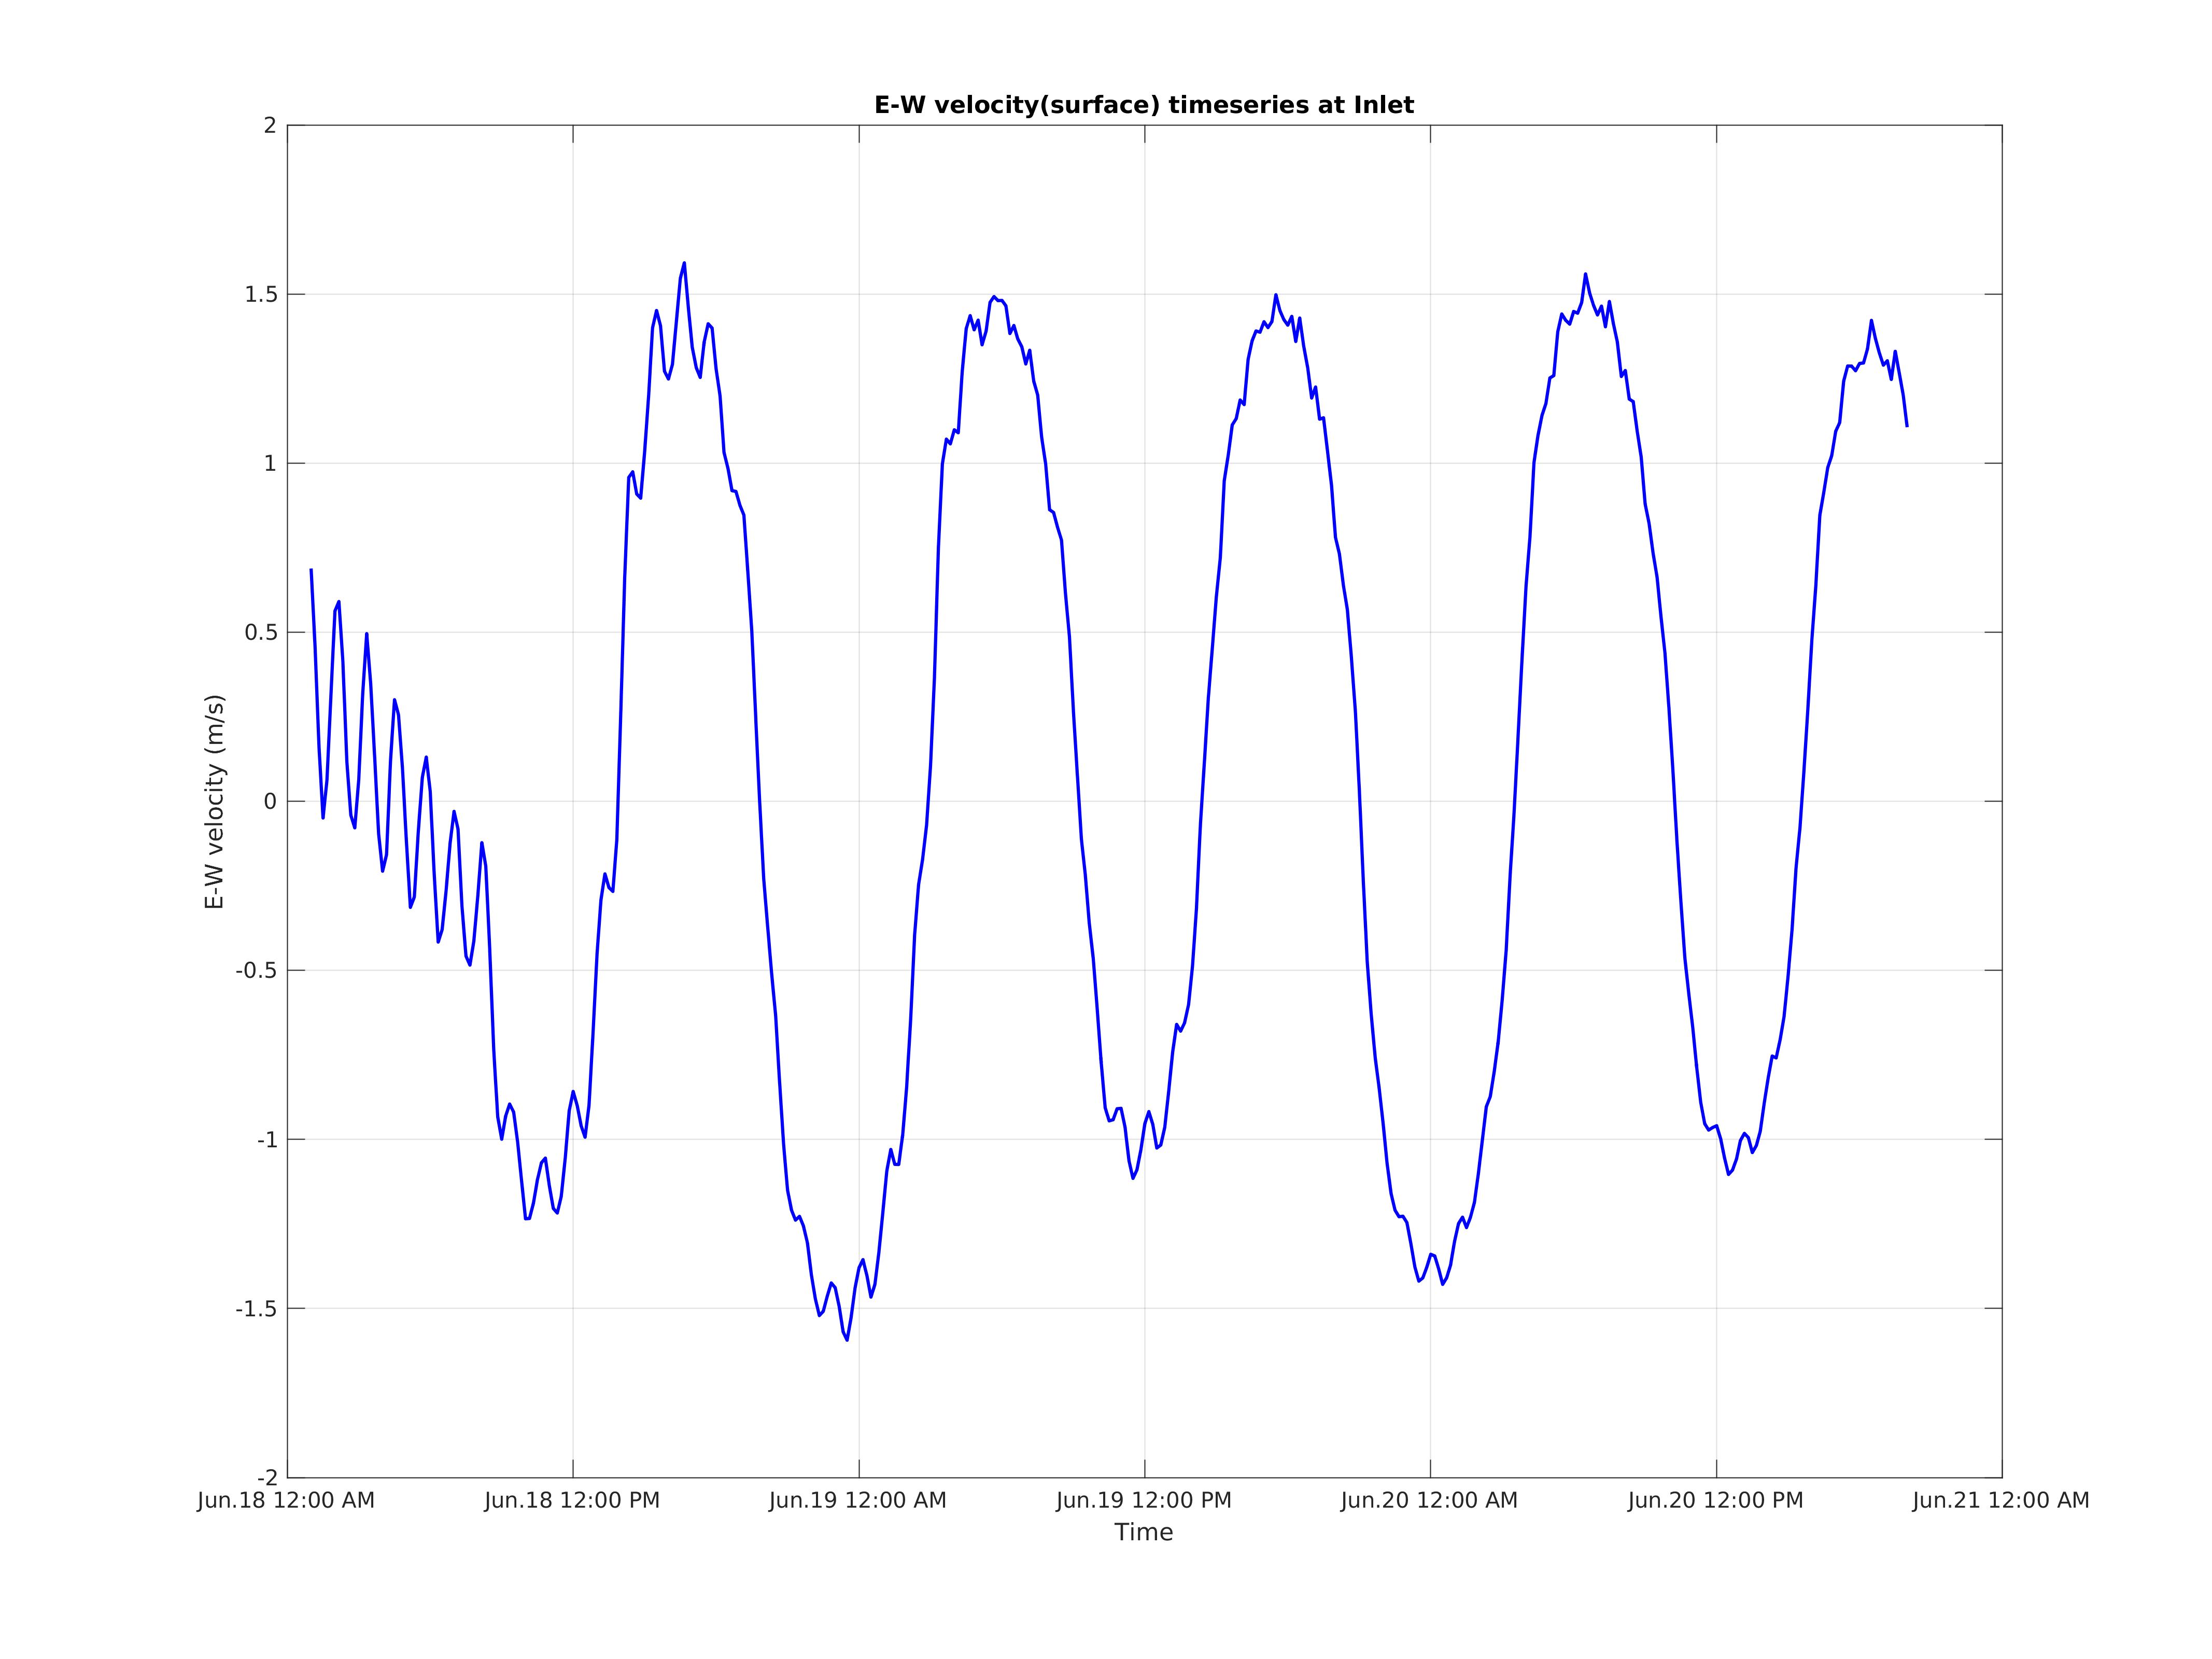 E-W velocity(surface) timeseries at Inlet
2
1.5
1
0.5
0
-0.5
-1
-1.5
-2
E-W velocity (m/s)
Jun.18 12:00 AM
Jun.18 12:00 PM
Jun.19 12:00 AM
Jun.19 12:00 PM
Jun.20 12:00 AM
Jun.20 12:00 PM
Jun.21 12:00 AM
Time